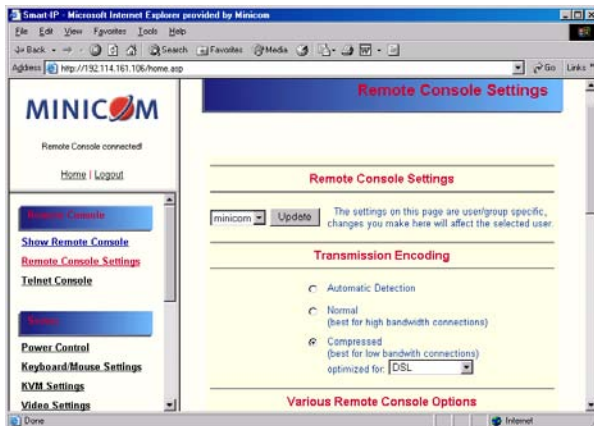 Smart-IP - Microsoft Internet Explorer provided by Minicom
File Edit View Favorites Tools Help
Back Search Favorites Media
Address http://192.114.161.106/home.asp Go Links
MINICOM
Remote Console connected!
Home | Logout
Remote Console
Show Remote Console
Remote Console Settings
Telnet Console
Power Control
Keyboard/Mouse Settings
KVM Settings
Video Settings
Remote Console Settings
Remote Console Settings
minicom Update The settings on this page are user/group specific,
changes you make here will affect the selected user.
Transmission Encoding
Automatic Detection
Normal
(best for high bandwidth connections)
Compressed
(best for low bandwith connections)
optimized for: DSL
Various Remote Console Options
Done Internet